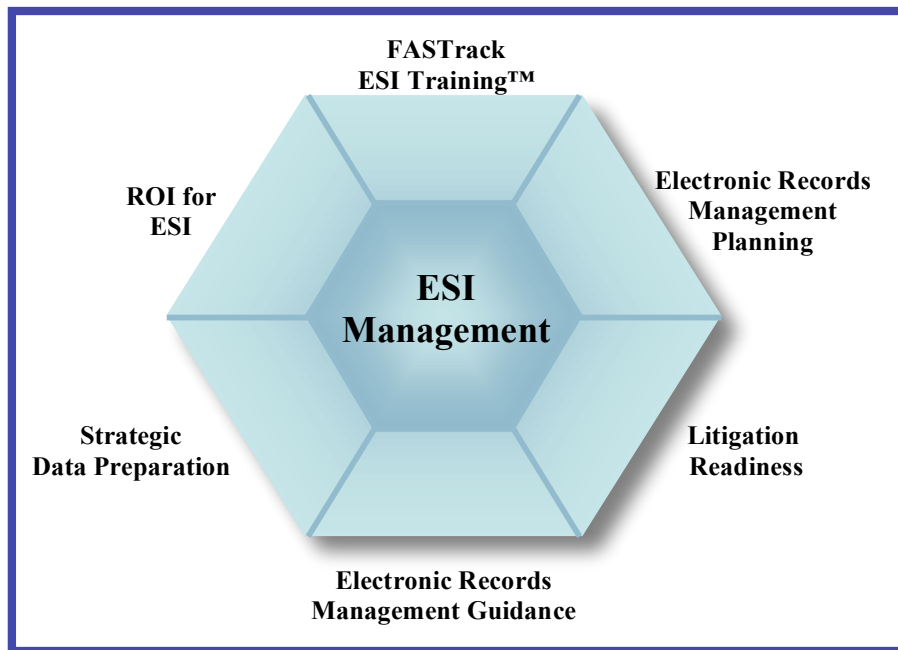 FASTrack
ESI Training™
ROI for
ESI
Electronic Records
Management
Planning
ESI
Management
Strategic
Data Preparation
Litigation
Readiness
Electronic Records
Management Guidance